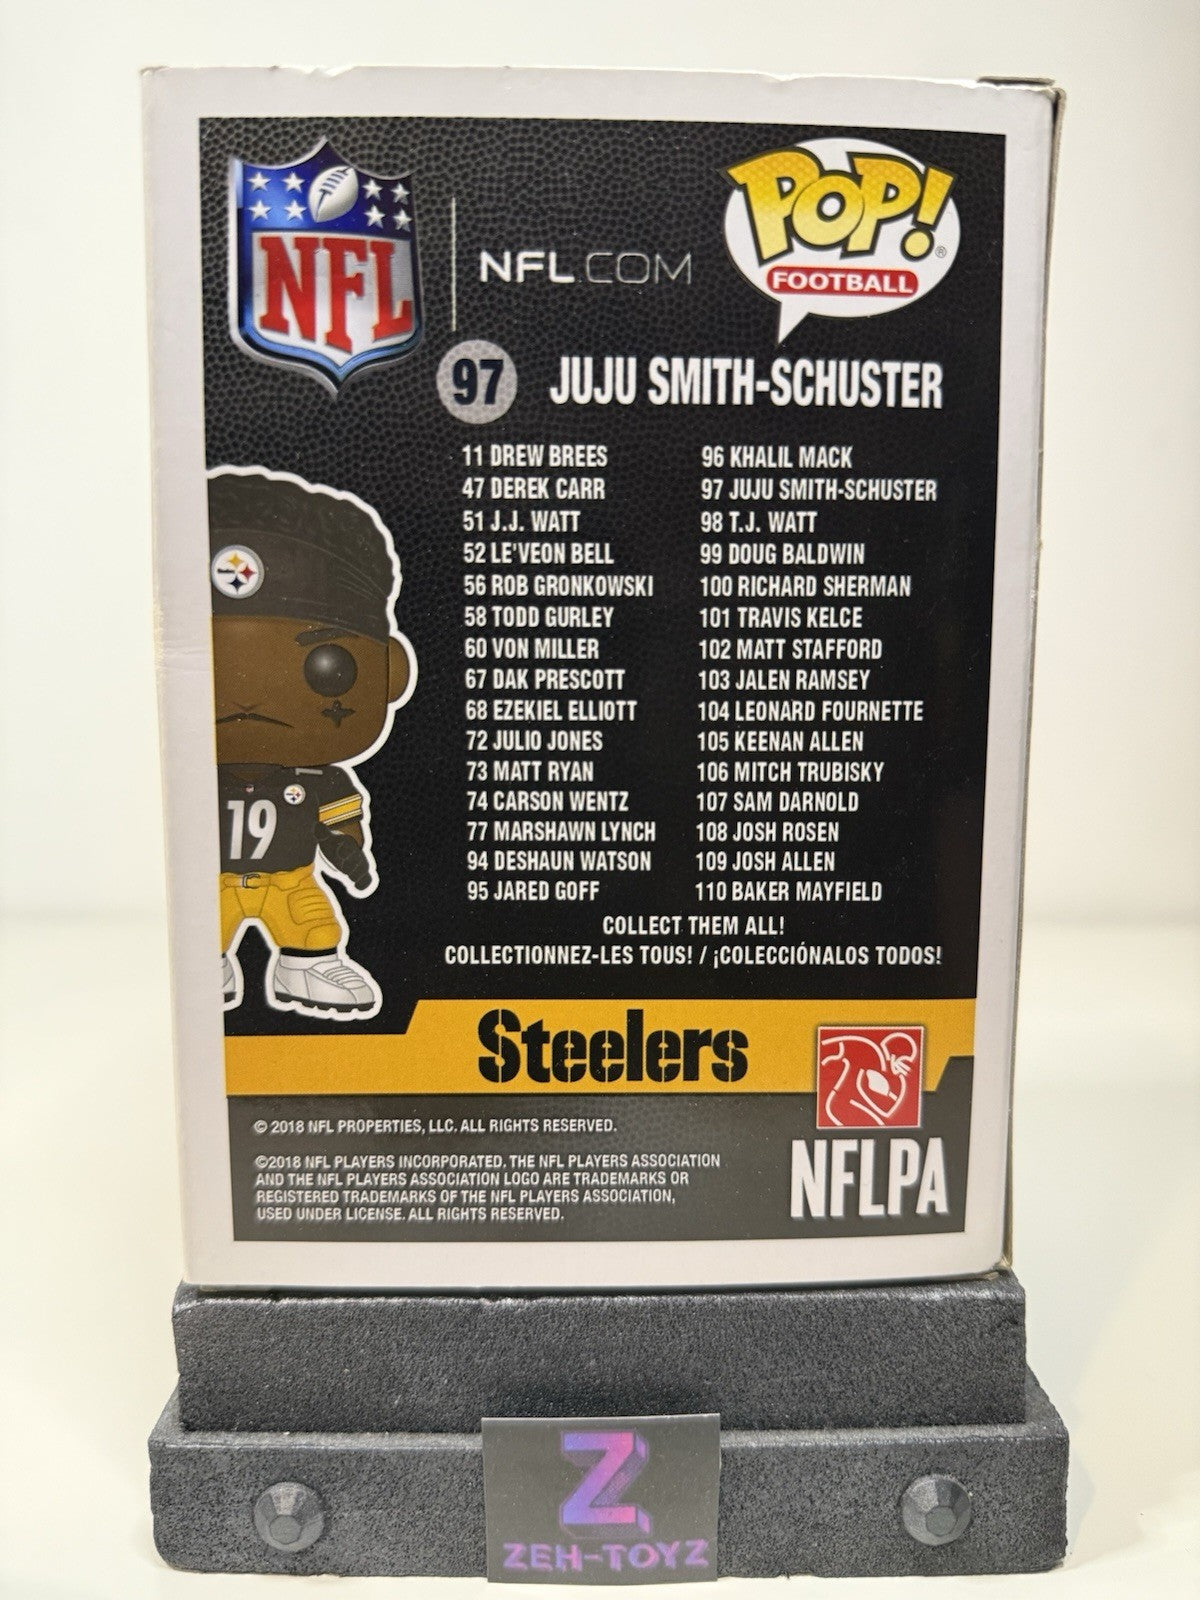 NFL
NFL.COM
POP!®
FOOTBALL
97 JUJU SMITH-SCHUSTER
11 DREW BREES
47 DEREK CARR
51 J.J. WATT
52 LE'VEON BELL
56 ROB GRONKOWSKI
58 TODD GURLEY
60 VON MILLER
67 DAK PRESCOTT
68 EZEKIEL ELLIOTT
72 JULIO JONES
73 MATT RYAN
74 CARSON WENTZ
77 MARSHAWN LYNCH
94 DESHAUN WATSON
95 JARED GOFF
96 KHALIL MACK
97 JUJU SMITH-SCHUSTER
98 T.J. WATT
99 DOUG BALDWIN
100 RICHARD SHERMAN
101 TRAVIS KELCE
102 MATT STAFFORD
103 JALEN RAMSEY
104 LEONARD FOURNETTE
105 KEENAN ALLEN
106 MITCH TRUBISKY
107 SAM DARNOLD
108 JOSH ROSEN
109 JOSH ALLEN
110 BAKER MAYFIELD
COLLECT THEM ALL!
COLLECTIONNEZ-LES TOUS! / ¡COLECCIÓNALOS TODOS!
19
Steelers
© 2018 NFL PROPERTIES, LLC. ALL RIGHTS RESERVED.
©2018 NFL PLAYERS INCORPORATED. THE NFL PLAYERS ASSOCIATION
AND THE NFL PLAYERS ASSOCIATION LOGO ARE TRADEMARKS OR
REGISTERED TRADEMARKS OF THE NFL PLAYERS ASSOCIATION,
USED UNDER LICENSE. ALL RIGHTS RESERVED.
NFLPA
Z
ZEH-TOYZ